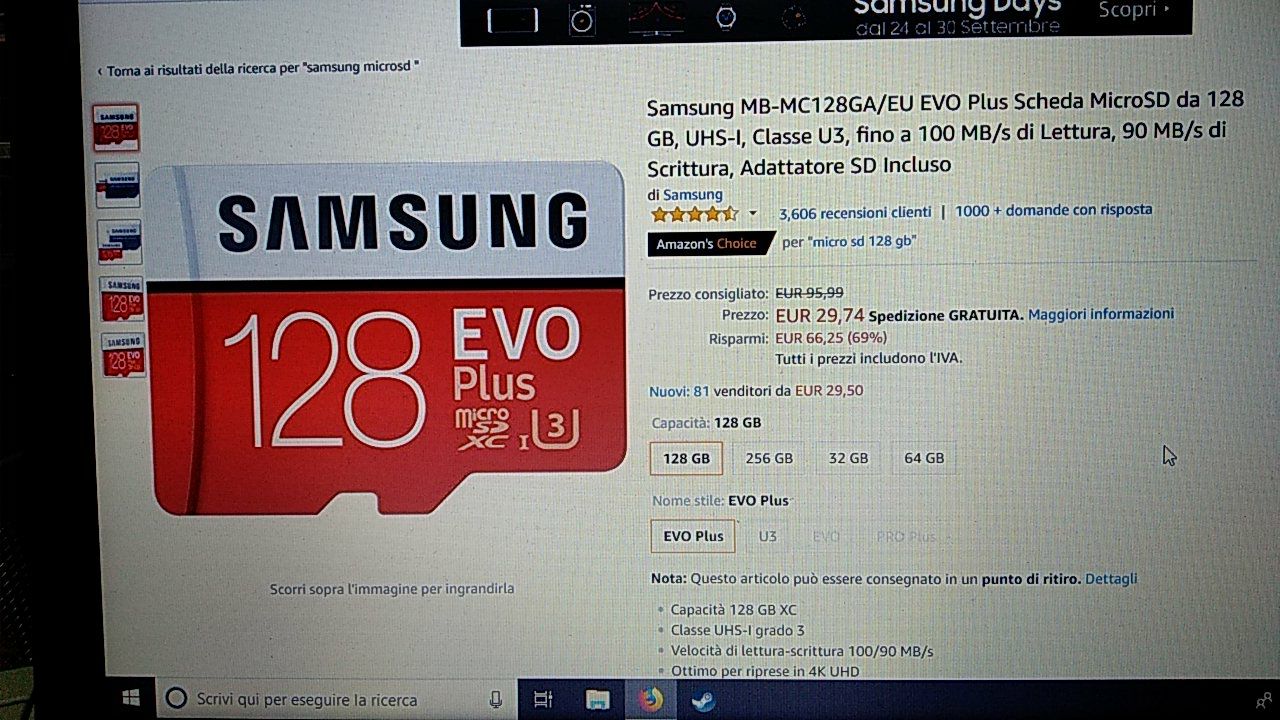 Samsung Days
dal 24 al 30 Settembre
Scopri ▸
‹ Torna ai risultati della ricerca per "samsung microsd "
SAMSUNG
128
EVO
Plus
micro
SD
XC I U3
Scorri sopra l'immagine per ingrandirla
Samsung MB-MC128GA/EU EVO Plus Scheda MicroSD da 128
GB, UHS-I, Classe U3, fino a 100 MB/s di Lettura, 90 MB/s di
Scrittura, Adattatore SD Incluso
di Samsung
3,606 recensioni clienti | 1000 + domande con risposta
Amazon's Choice per "micro sd 128 gb"
Prezzo consigliato: EUR 95,99
Prezzo: EUR 29,74 Spedizione GRATUITA. Maggiori informazioni
Risparmi: EUR 66,25 (69%)
Tutti i prezzi includono l'IVA.
Nuovi: 81 venditori da EUR 29,50
Capacità: 128 GB
128 GB 256 GB 32 GB 64 GB
Nome stile: EVO Plus
EVO Plus U3 EVO PRO Plus
Nota: Questo articolo può essere consegnato in un punto di ritiro. Dettagli
• Capacità 128 GB XC
• Classe UHS-I grado 3
• Velocità di lettura-scrittura 100/90 MB/s
• Ottimo per riprese in 4K UHD
Scrivi qui per eseguire la ricerca